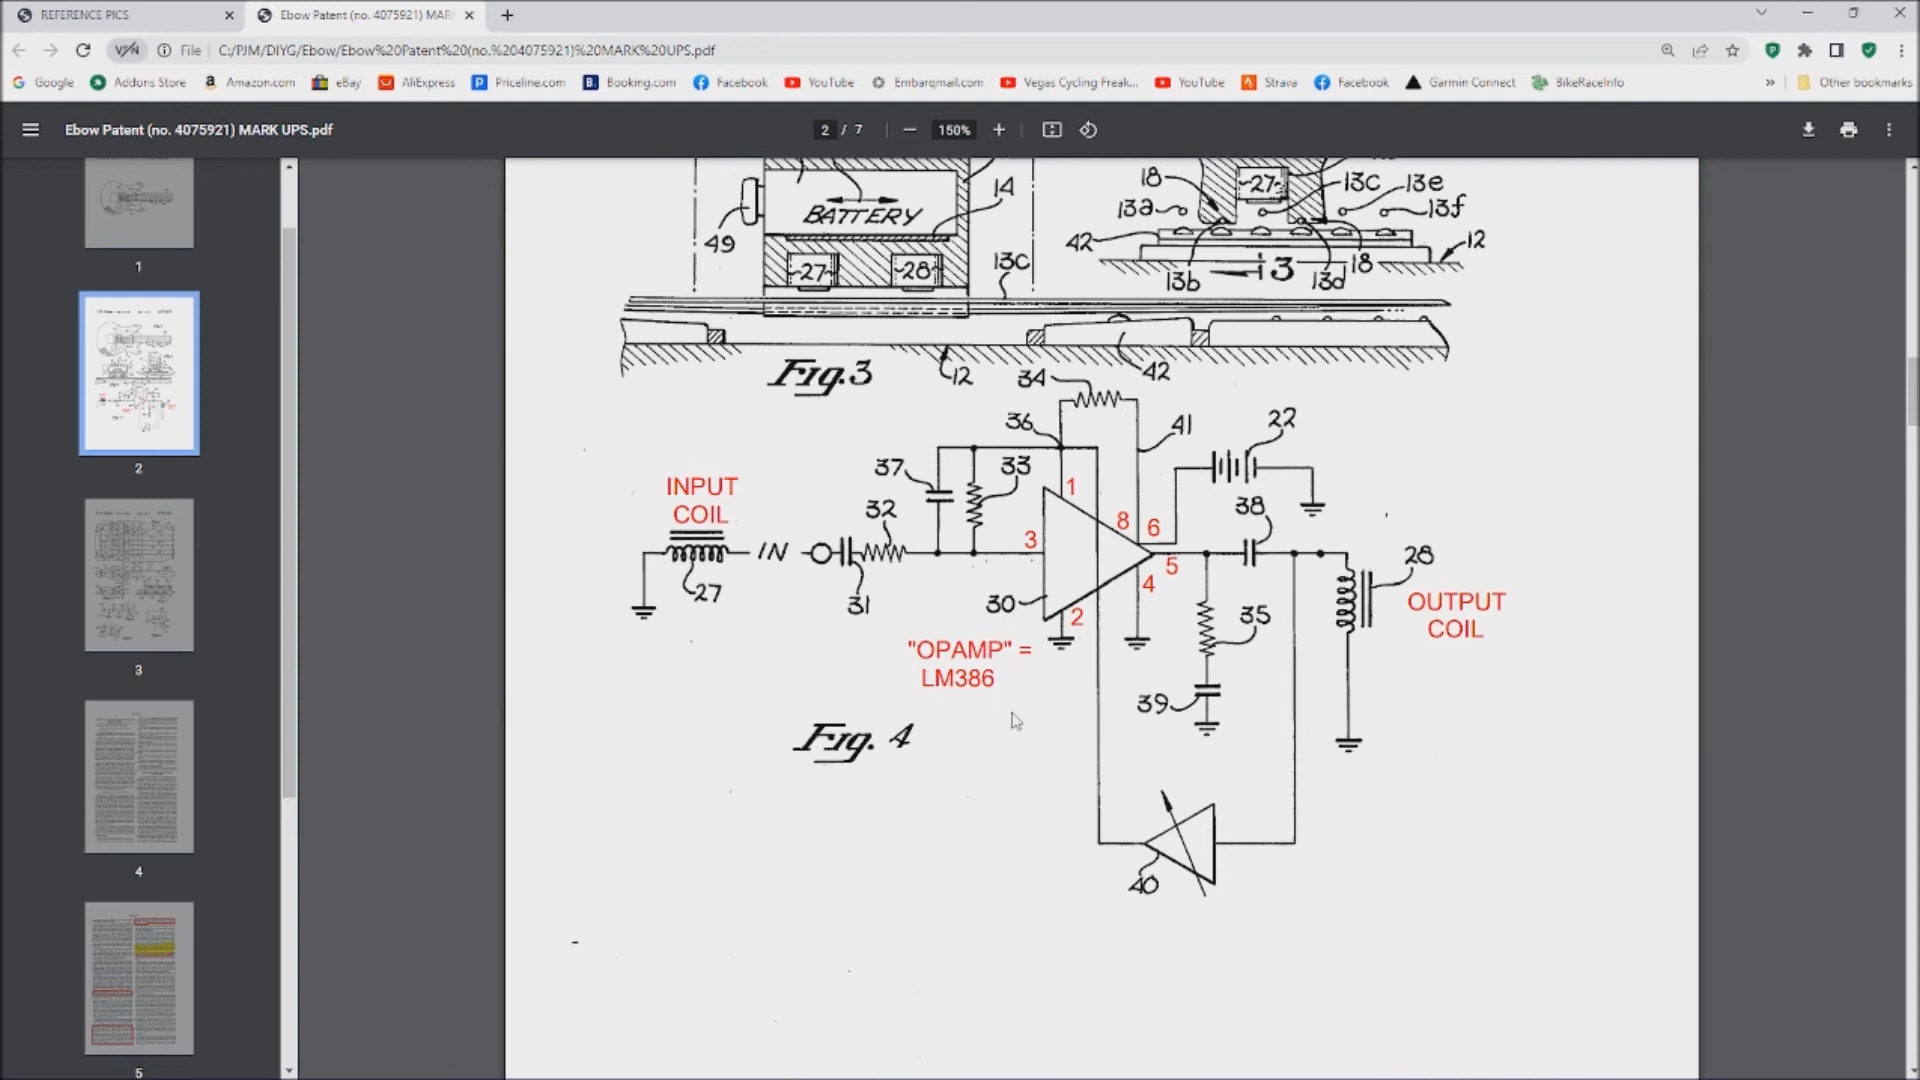 REFERENCE PICS
Ebow Patent (no. 4075921) MAR
VPN
File
C:/PJM/DIYG/Ebow/Ebow%20Patent%20(no.%204075921)%20MARK%20UPS.pdf
Google
Addons Store
Amazon.com
eBay
AliExpress
Priceline.com
Booking.com
Facebook
YouTube
Embarqmail.com
Vegas Cycling Freak...
YouTube
Strava
Facebook
Garmin Connect
BikeRaceInfo
»
Other bookmarks
Ebow Patent (no. 4075921) MARK UPS.pdf
2 / 7
150%
1
2
3
4
5
14
BATTERY
49
27
28
13c
18
27
13c
13e
13a
13f
42
12
13b
3
13d
18
Fig.3
12
42
34
36
41
22
37
33
1
INPUT
COIL
32
38
8
6
3
IN
5
28
27
31
30
4
2
35
OUTPUT
COIL
"OPAMP" =
LM386
39
Fig. 4
40